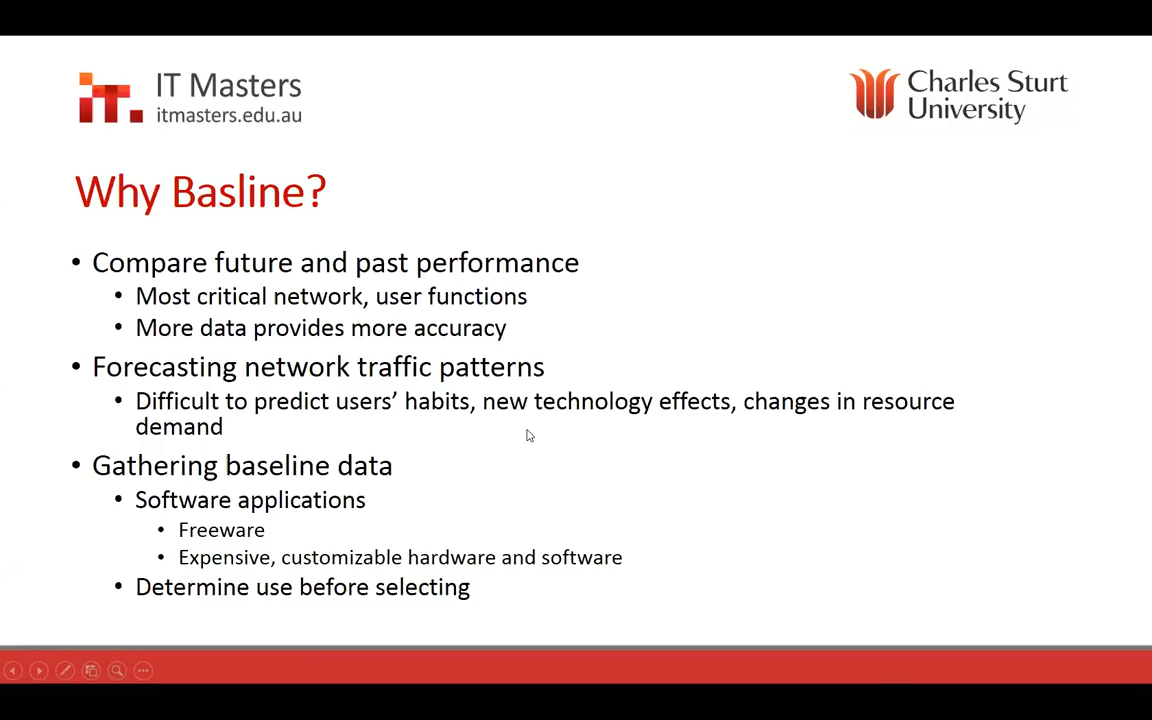 IT Masters
itmasters.edu.au
Charles Sturt
University
Why Basline?
• Compare future and past performance
• Most critical network, user functions
• More data provides more accuracy
• Forecasting network traffic patterns
• Difficult to predict users’ habits, new technology effects, changes in resource
demand
• Gathering baseline data
• Software applications
• Freeware
• Expensive, customizable hardware and software
• Determine use before selecting